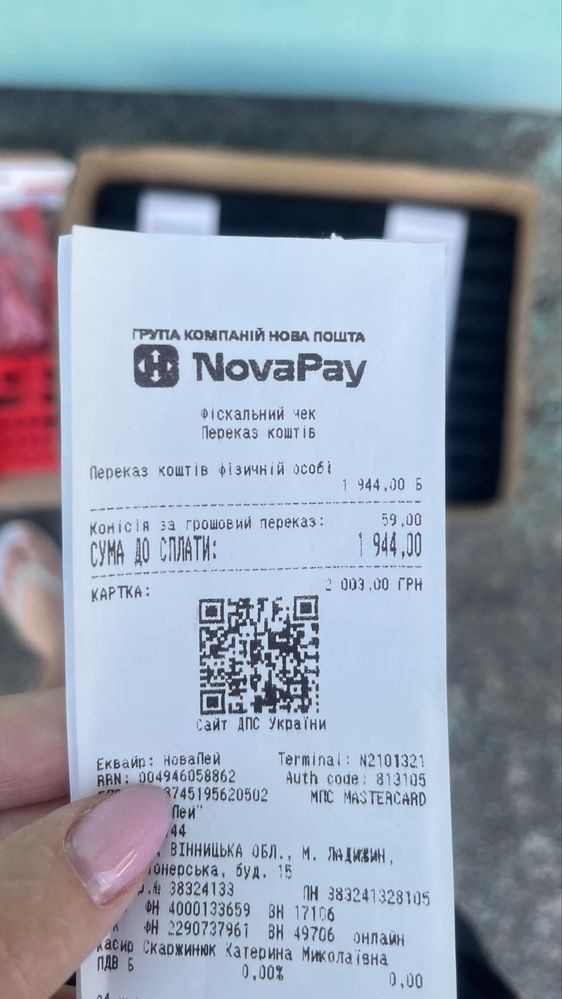 ГРУПА КОМПАНІЙ НОВА ПОШТА
NovaPay
Фіскальний чек
Переказ коштів
Переказ коштів фізичній особі
1 944,00 Б
Комісія за грошовий переказ: 59,00
СУМА ДО СПЛАТИ: 1 944,00
КАРТКА: 2 003,00 ГРН
Сайт ДПС України
Еквайр: НоваПей Terminal: N2101321
RRN: 004946058862 Auth code: 813105
8745195620502 МПС MASTERCARD
Пей"
44
, ВІННИЦЬКА ОБЛ., М. ЛАДИЖИН,
буд. 15
38324133 ПН 383241328105
ФН 4000133659 ВН 17106
ФН 2290737961 ВН 49706 онлайн
Касир Скаржинюк Катерина Миколаївна
ПДВ Б 0,00% 0,00